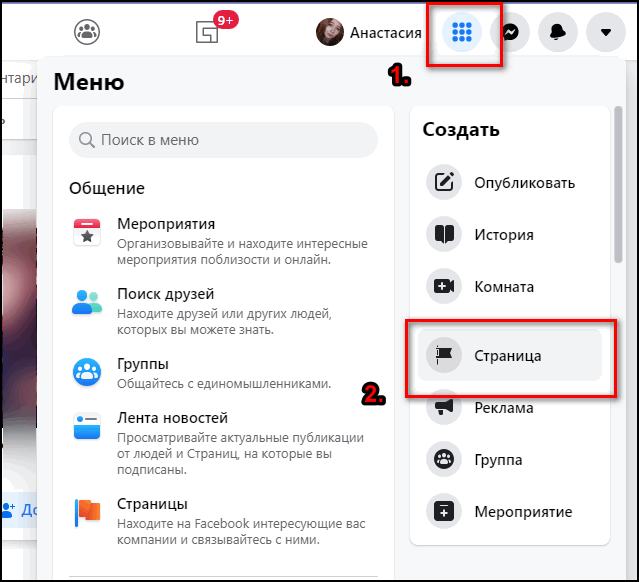 9+
Анастасия
1.
нтари
Меню
Поиск в меню
Общение
Мероприятия
Организовывайте и находите интересные
мероприятия поблизости и онлайн.
Поиск друзей
Находите друзей или других людей,
которых вы можете знать.
Группы
Общайтесь с единомышленниками.
Лента новостей
Просматривайте актуальные публикации
от людей и Страниц, на которые вы
подписаны.
Страницы
Находите на Facebook интересующие вас
компании и связывайтесь с ними.
Создать
Опубликовать
История
Комната
2.
Страница
Реклама
Группа
Мероприятие
До